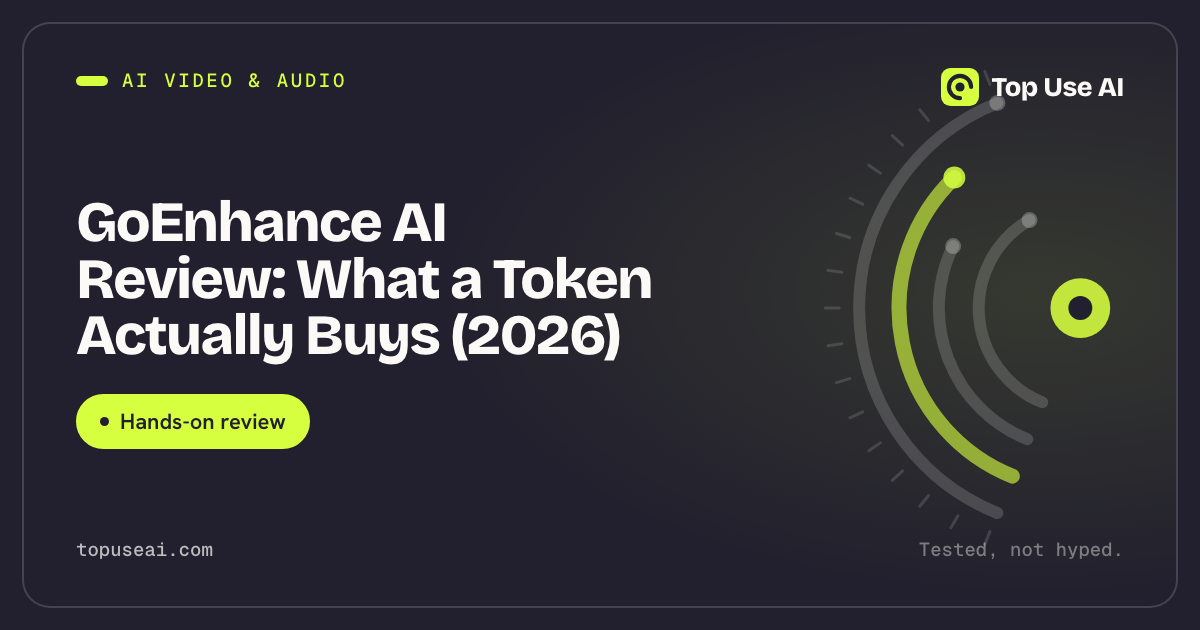 AI VIDEO & AUDIO
Top Use AI
GoEnhance AI
Review: What a Token
Actually Buys (2026)
Hands-on review
topuseai.com
Tested, not hyped.